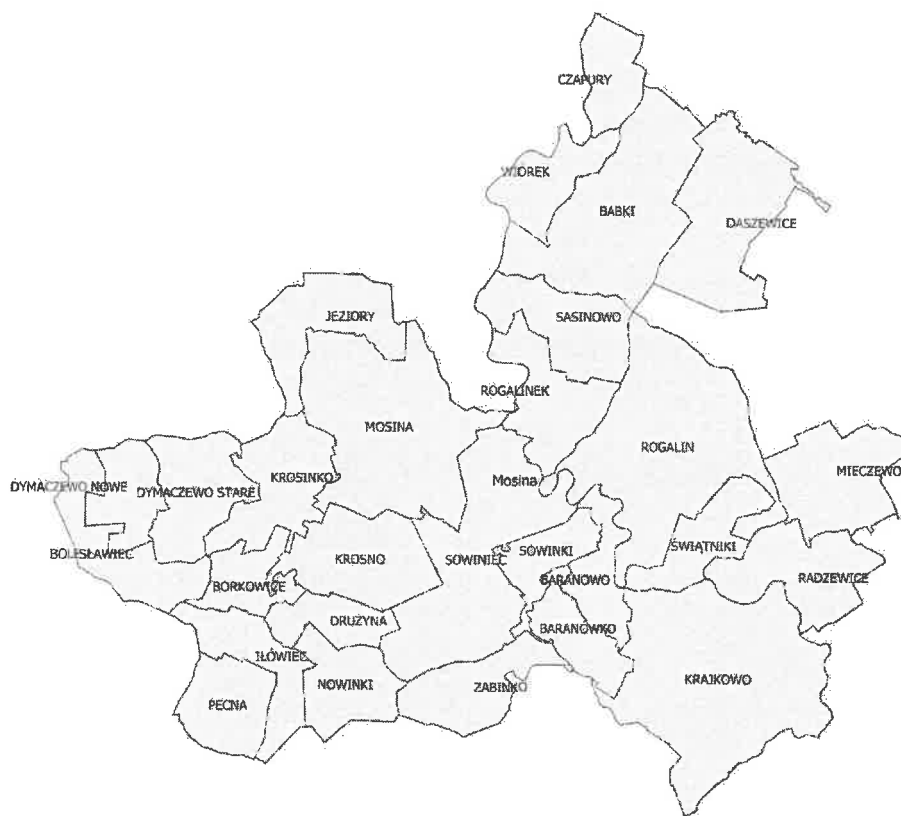 CZAPURY
WIÓREK
BABKI
DASZEWICE
JEZIORY
SASINOWO
ROGALINEK
MOSINA
ROGALIN
MIECZEWO
KROSINKO
Mosina
DYMACZEWO NOWE
DYMACZEWO STARE
BOLESŁAWIEC
SOWINKI
ŚWIĄTNIKI
KROSNO
SOWINIEC
BORKOWICE
BARANOWO
RADZEWICE
DRUŻYNA
BARANOWKO
IŁÓWIEC
NOWINKI
ŻABINKO
KRAJKOWO
PECNA